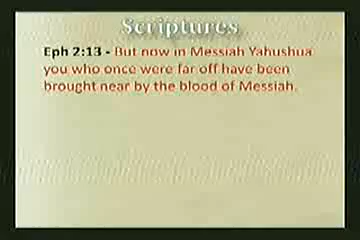 Scriptures
Eph 2:13 - But now in Messiah Yahushua
you who once were far off have been
brought near by the blood of Messiah.